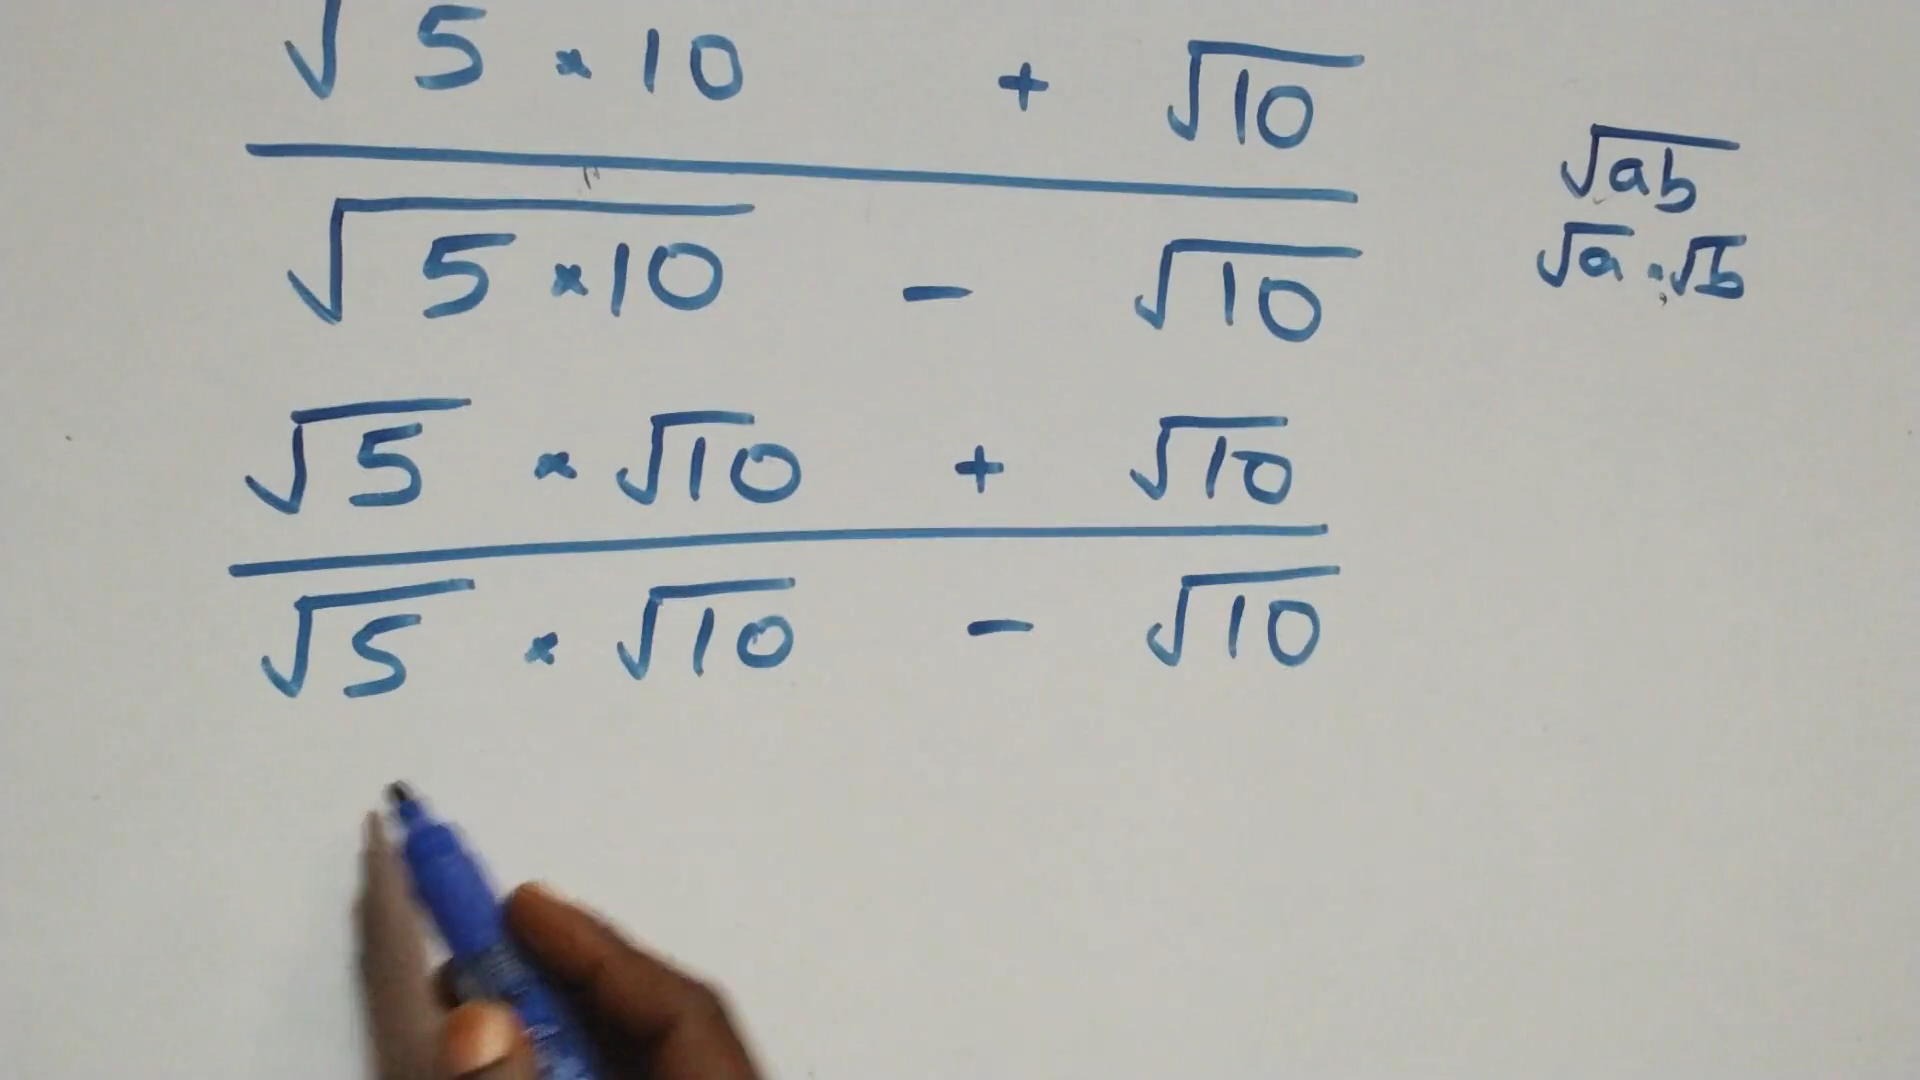 √5 × 10 + √10
√5 × 10 - √10
√ab
√a · √b
√5 × √10 + √10
√5 × √10 - √10